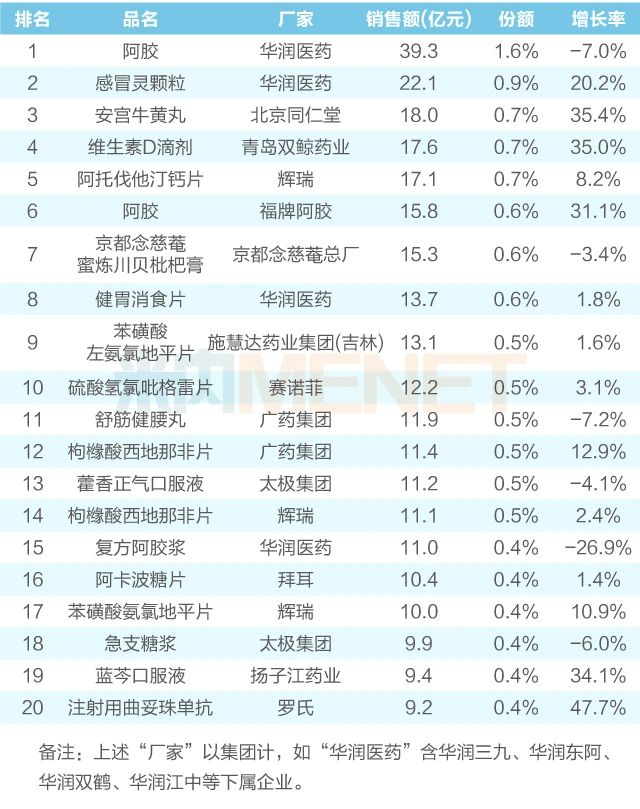 排名 品名 厂家 销售额(亿元) 份额 增长率
1 阿胶 华润医药 39.3 1.6% −7.0%
2 感冒灵颗粒 华润医药 22.1 0.9% 20.2%
3 安宫牛黄丸 北京同仁堂 18.0 0.7% 35.4%
4 维生素D滴剂 青岛双鲸药业 17.6 0.7% 35.0%
5 阿托伐他汀钙片 辉瑞 17.1 0.7% 8.2%
6 阿胶 福牌阿胶 15.8 0.6% 31.1%
7 京都念慈菴 京都念慈菴总厂 15.3 0.6% −3.4%
蜜炼川贝枇杷膏
8 健胃消食片 华润医药 13.7 0.6% 1.8%
9 苯磺酸 施慧达药业集团(吉林) 13.1 0.5% 1.6%
左氨氯地平片
米内MENET
10 硫酸氢氯吡格雷片 赛诺菲 12.2 0.5% 3.1%
11 舒筋健腰丸 广药集团 11.9 0.5% −7.2%
12 枸橼酸西地那非片 广药集团 11.4 0.5% 12.9%
13 藿香正气口服液 太极集团 11.2 0.5% −4.1%
14 枸橼酸西地那非片 辉瑞 11.1 0.5% 2.4%
15 复方阿胶浆 华润医药 11.0 0.4% −26.9%
16 阿卡波糖片 拜耳 10.4 0.4% 1.4%
17 苯磺酸氨氯地平片 辉瑞 10.0 0.4% 10.9%
18 急支糖浆 太极集团 9.9 0.4% −6.0%
19 蓝芩口服液 扬子江药业 9.4 0.4% 34.1%
20 注射用曲妥珠单抗 罗氏 9.2 0.4% 47.7%
备注：上述“厂家”以集团计，如“华润医药”含华润三九、华润东阿、
华润双鹤、华润江中等下属企业。